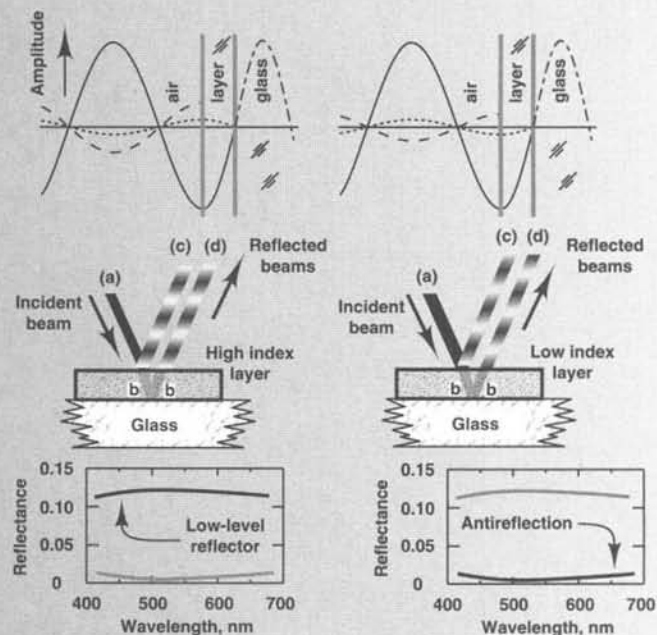 Amplitude
air
layer
glass
air
layer
glass
(c) (d)
(a)
Reflected
beams
Incident
beam
High index
layer
b b
Glass
(c) (d)
(a)
Reflected
beams
Incident
beam
Low index
layer
b b
Glass
Reflectance
0.15
0.10
0.05
0
Low-level
reflector
400 500 600 700
Wavelength, nm
Reflectance
0.15
0.10
0.05
0
Antireflection
400 500 600 700
Wavelength, nm